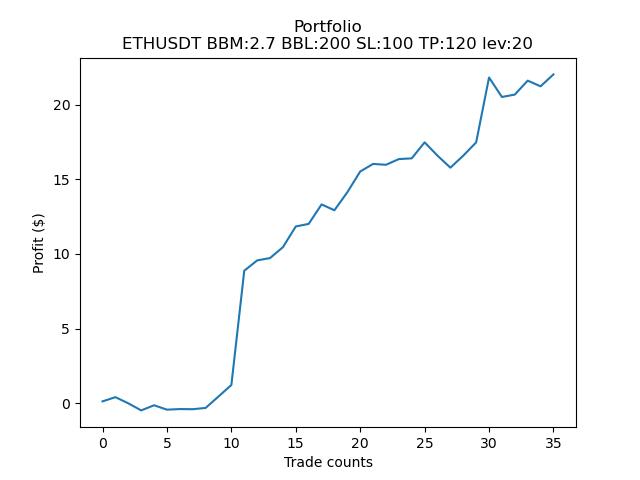 Portfolio
ETHUSDT BBM:2.7 BBL:200 SL:100 TP:120 lev:20
Profit ($)
20
15
10
5
0
0 5 10 15 20 25 30 35
Trade counts